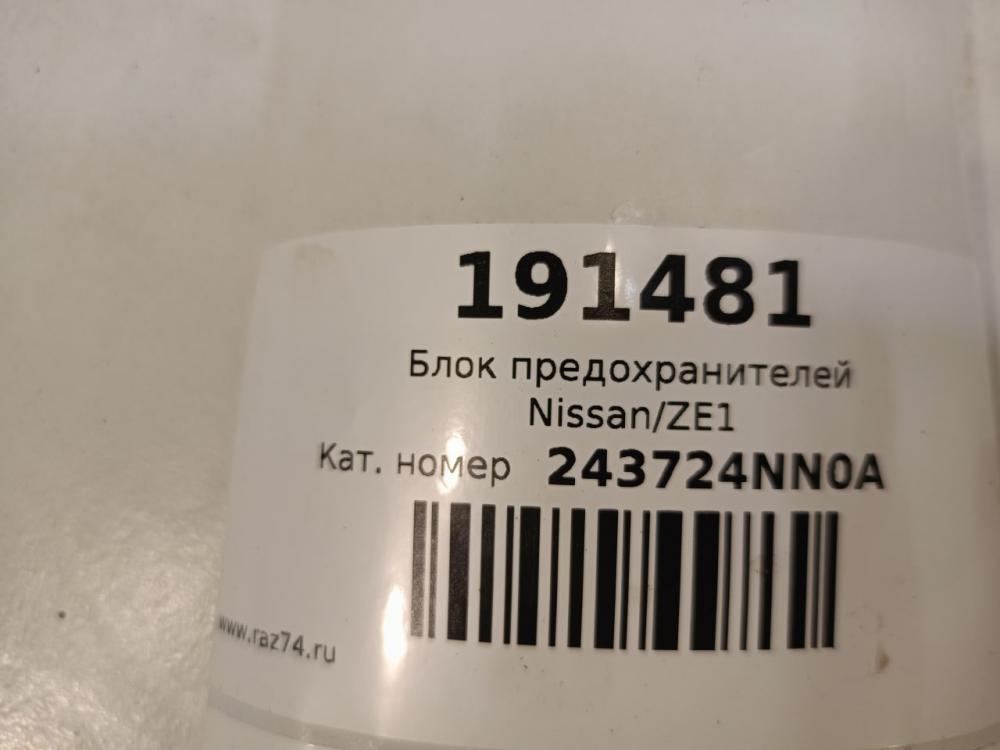 191481
Блок предохранителей
Nissan/ZE1
Кат. номер 243724NN0A
www.raz74.ru